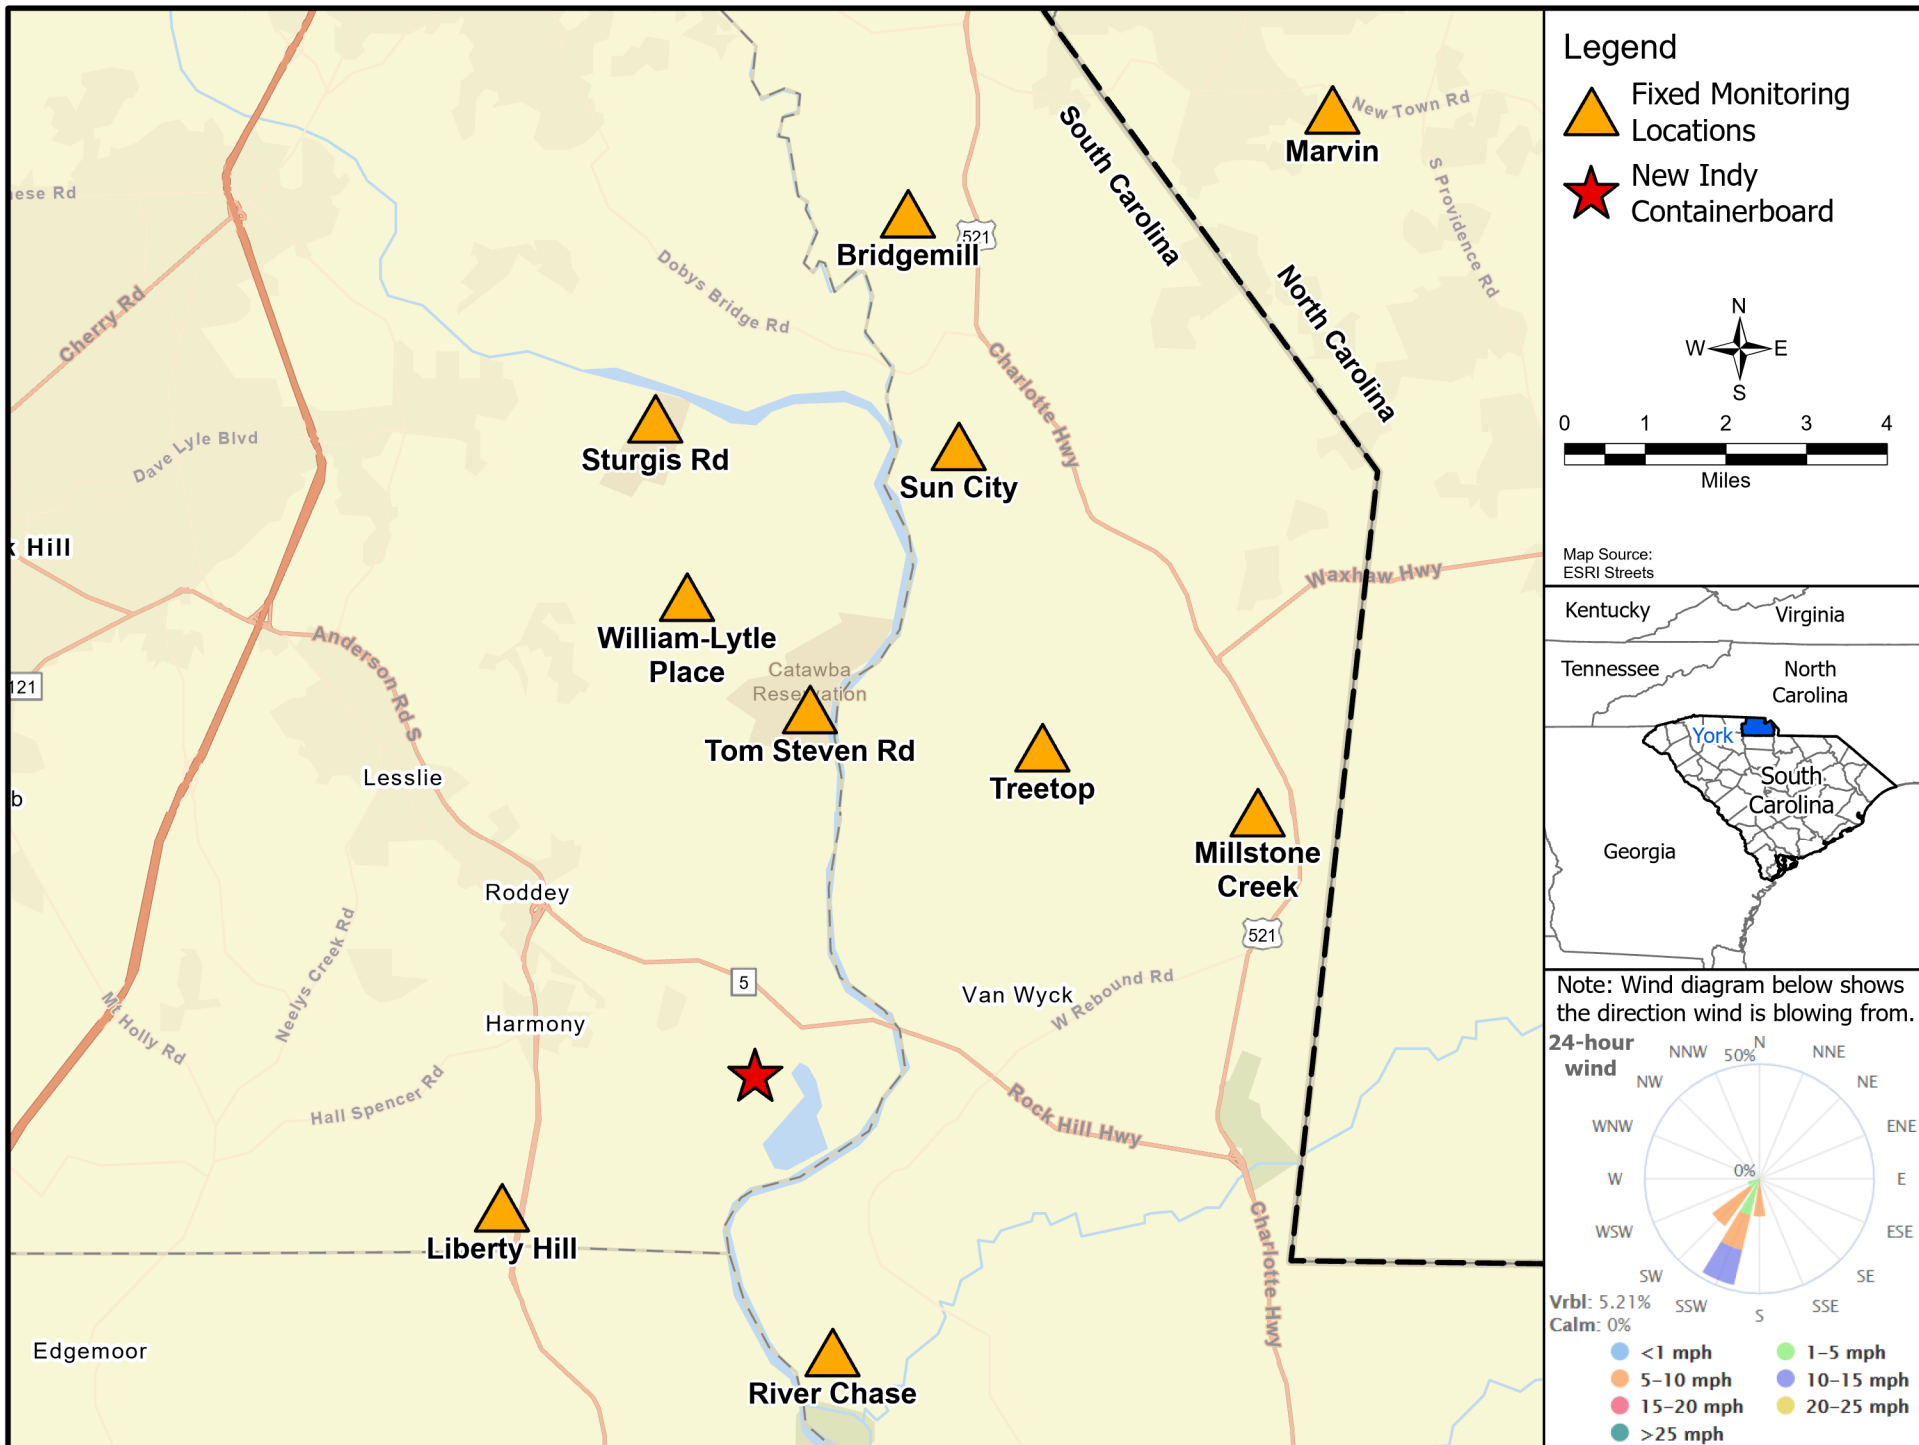 Marvin
New Town Rd
S Providence Rd
South Carolina
North Carolina
Bridgemill
521
Dobys Bridge Rd
Cherry Rd
Charlotte Hwy
Dave Lyle Blvd
Sturgis Rd
Sun City
Hill
Waxhaw Hwy
William-Lytle
Place
Anderson Rd S
Catawba
Reservation
121
Tom Steven Rd
Lesslie
Treetop
b
Millstone
Creek
Roddey
521
Neelys Creek Rd
5
Van Wyck
W Rebound Rd
Mt Holly Rd
Harmony
Hall Spencer Rd
Rock Hill Hwy
Liberty Hill
Charlotte Hwy
Edgemoor
River Chase
Legend
Fixed Monitoring
Locations
New Indy
Containerboard
N
W E
S
0 1 2 3 4
Miles
Map Source:
ESRI Streets
Kentucky
Virginia
Tennessee
North
Carolina
York
South
Carolina
Georgia
Note: Wind diagram below shows
the direction wind is blowing from.
24-hour
wind
N
NNW 50% NNE
NW NE
WNW ENE
0%
W E
WSW ESE
SW SE
SSW SSE
S
Vrbl: 5.21%
Calm: 0%
<1 mph 1–5 mph
5–10 mph 10–15 mph
15–20 mph 20–25 mph
>25 mph